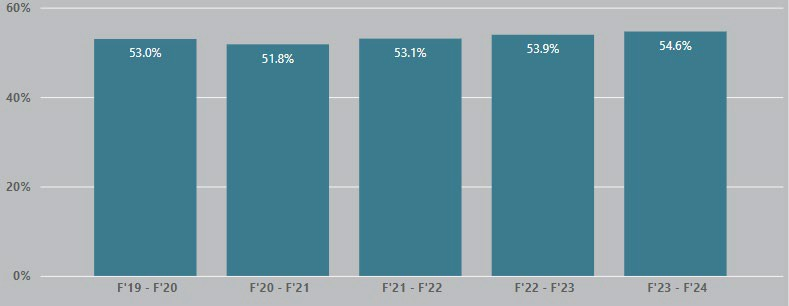 60%
53.0%
51.8%
53.1%
53.9%
54.6%
40%
20%
0%
F'19 - F'20
F'20 - F'21
F'21 - F'22
F'22 - F'23
F'23 - F'24